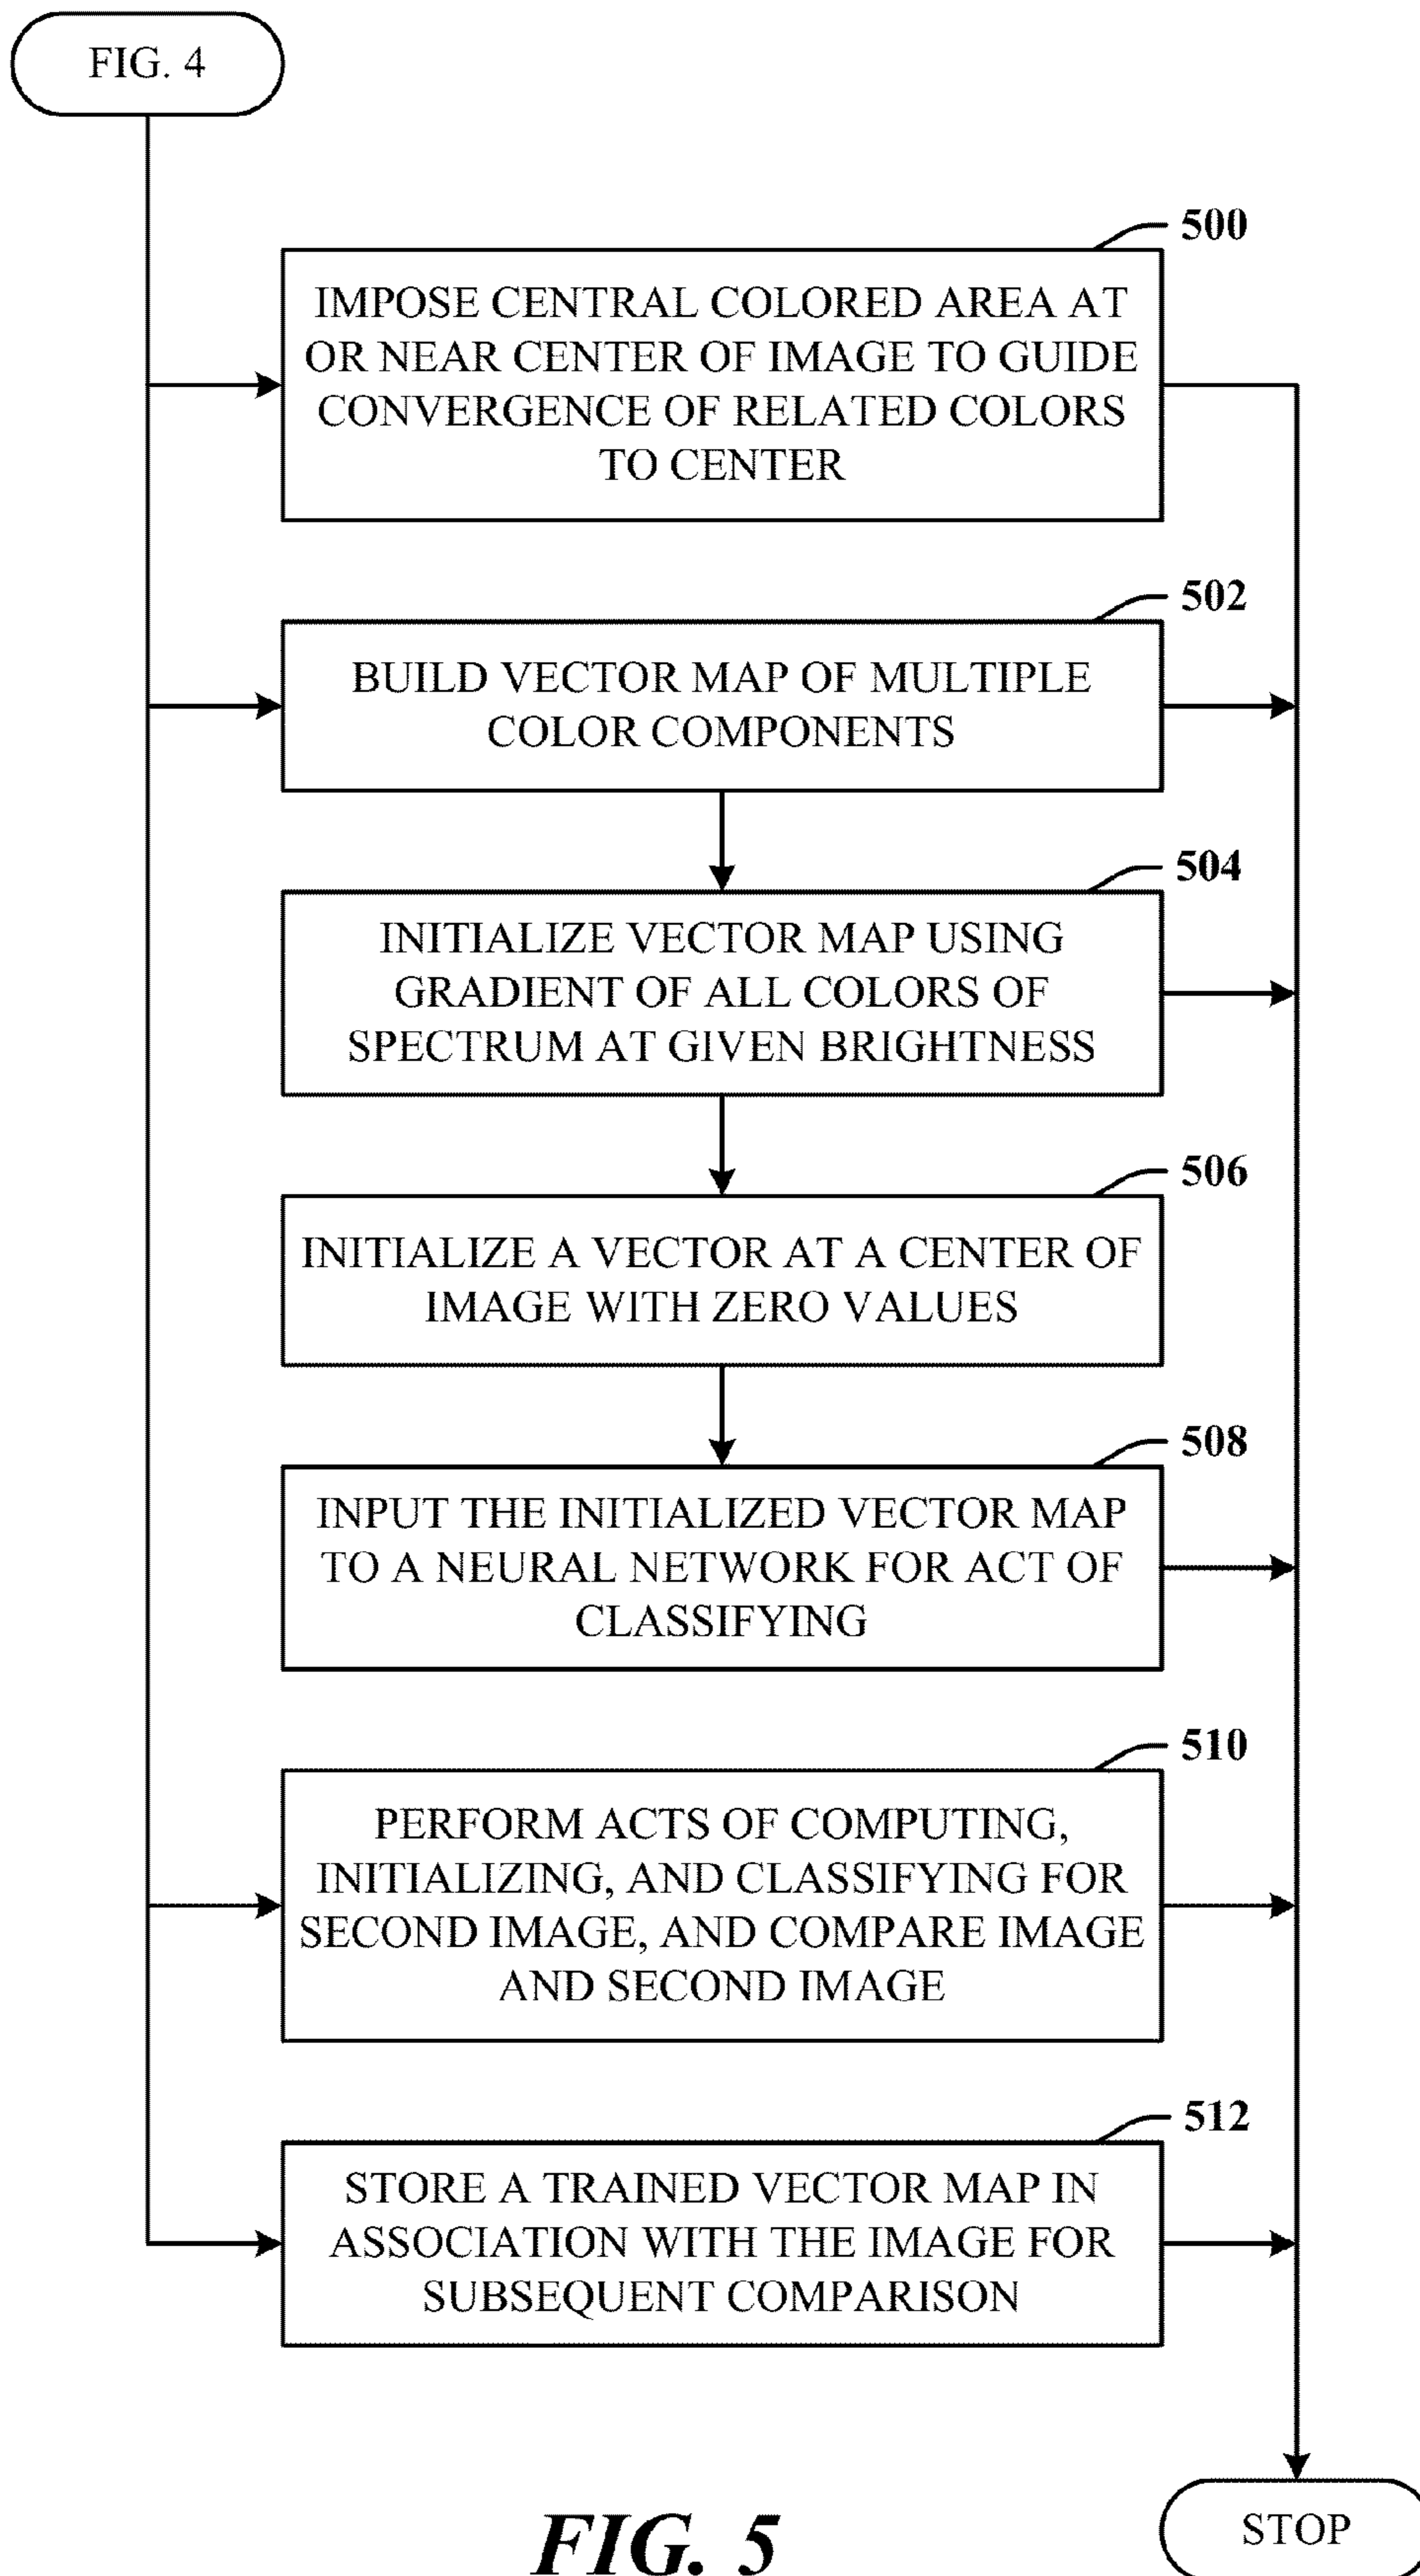 FIG. 4
500
IMPOSE CENTRAL COLORED AREA AT
OR NEAR CENTER OF IMAGE TO GUIDE
CONVERGENCE OF RELATED COLORS
TO CENTER
502
BUILD VECTOR MAP OF MULTIPLE
COLOR COMPONENTS
504
INITIALIZE VECTOR MAP USING
GRADIENT OF ALL COLORS OF
SPECTRUM AT GIVEN BRIGHTNESS
506
INITIALIZE A VECTOR AT A CENTER OF
IMAGE WITH ZERO VALUES
508
INPUT THE INITIALIZED VECTOR MAP
TO A NEURAL NETWORK FOR ACT OF
CLASSIFYING
510
PERFORM ACTS OF COMPUTING,
INITIALIZING, AND CLASSIFYING FOR
SECOND IMAGE, AND COMPARE IMAGE
AND SECOND IMAGE
512
STORE A TRAINED VECTOR MAP IN
ASSOCIATION WITH THE IMAGE FOR
SUBSEQUENT COMPARISON
STOP
FIG. 5